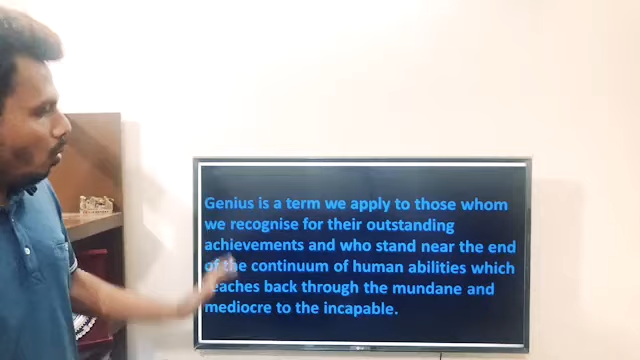 Genius is a term we apply to those whom
we recognise for their outstanding
achievements and who stand near the end
of the continuum of human abilities which
reaches back through the mundane and
mediocre to the incapable.